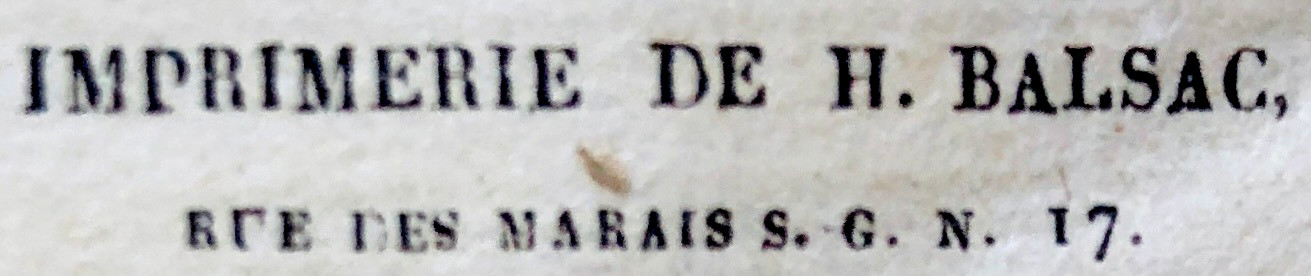 IMPRIMERIE DE H. BALSAC,
RUE DES MARAIS S. G. N. 17.